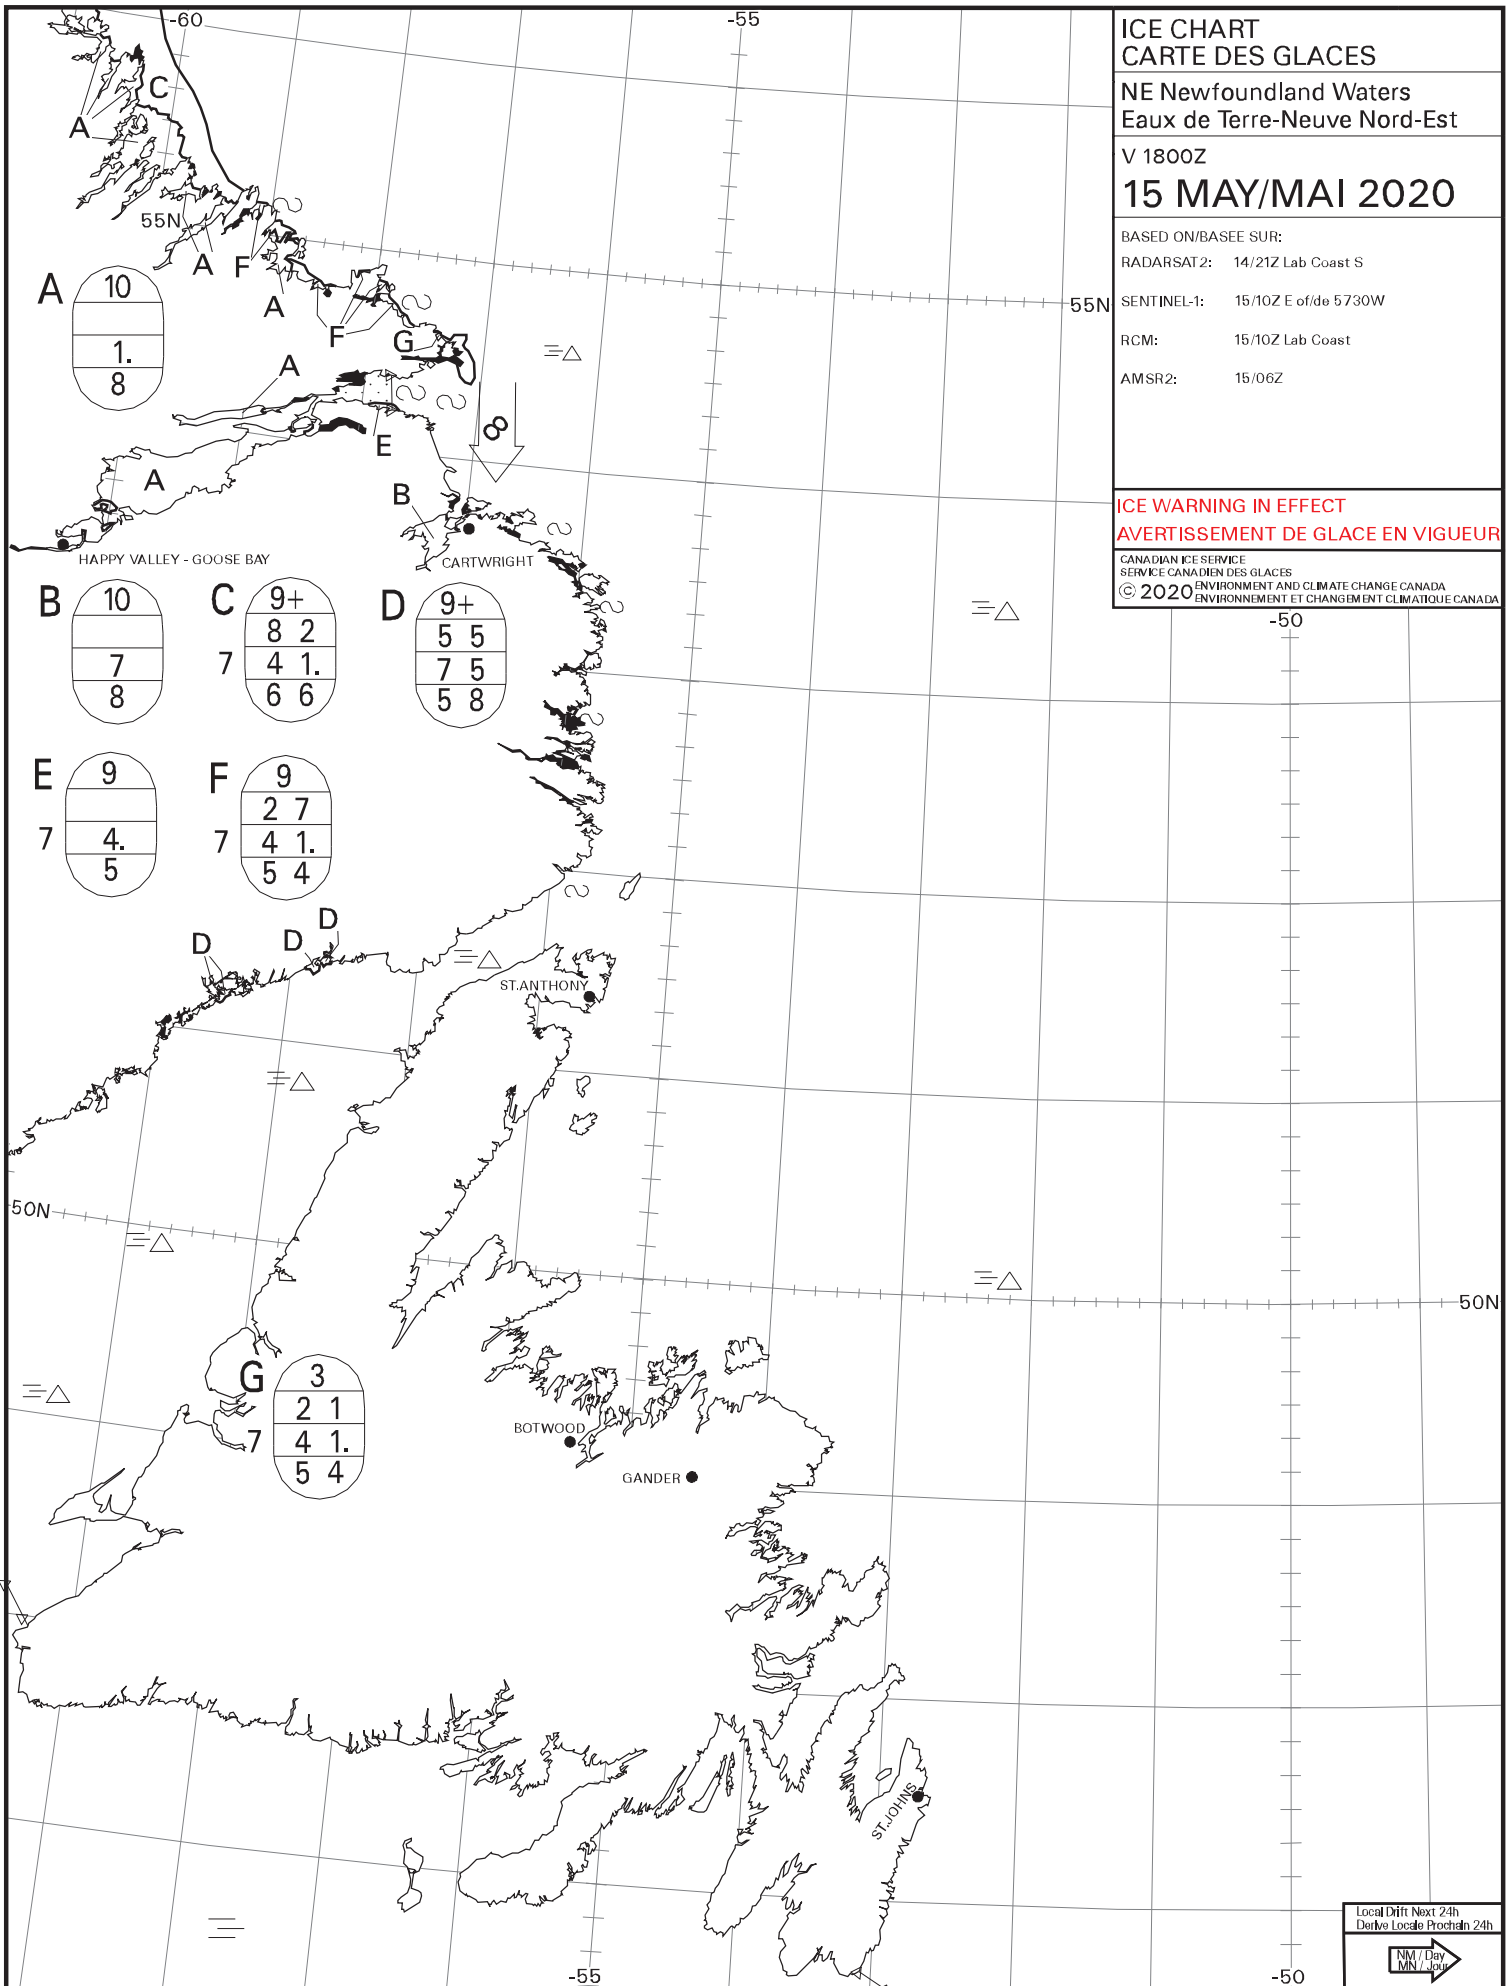 -60
-55
ICE CHART
CARTE DES GLACES
NE Newfoundland Waters
Eaux de Terre-Neuve Nord-Est
V 1800Z
15 MAY/MAI 2020
BASED ON/BASEE SUR:
RADARSAT2: 14/21Z Lab Coast S
SENTINEL-1: 15/10Z E of/de 5730W
RCM: 15/10Z Lab Coast
AMSR2: 15/06Z
ICE WARNING IN EFFECT
AVERTISSEMENT DE GLACE EN VIGUEUR
CANADIAN ICE SERVICE
SERVICE CANADIEN DES GLACES
© 2020 ENVIRONMENT AND CLIMATE CHANGE CANADA
ENVIRONNEMENT ET CHANGEMENT CLIMATIQUE CANADA
C
A
55N
A
F
A
F
G
55N
A
10
1.
8
A
E
8
A
B
HAPPY VALLEY - GOOSE BAY
CARTWRIGHT
B
10
7
8
C
9+
8 2
7 4 1.
6 6
D
9+
5 5
7 5
5 8
-50
E
9
7 4.
5
F
9
2 7
7 4 1.
5 4
D
D
D
ST.ANTHONY
50N
50N
G
3
2 1
7 4 1.
5 4
BOTWOOD
GANDER
ST.JOHNS
-55
-50
Local Drift Next 24h
Derive Locale Prochain 24h
NM / Day
MN / Jour